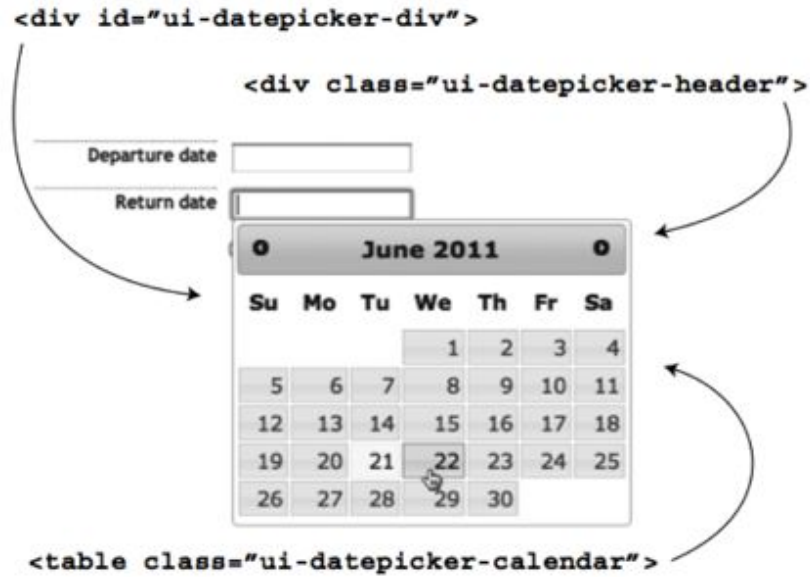 <div id="ui-datepicker-div">
<div class="ui-datepicker-header">
Departure date
Return date
June 2011
Su Mo Tu We Th Fr Sa
1 2 3 4
5 6 7 8 9 10 11
12 13 14 15 16 17 18
19 20 21 22 23 24 25
26 27 28 29 30
<table class="ui-datepicker-calendar">